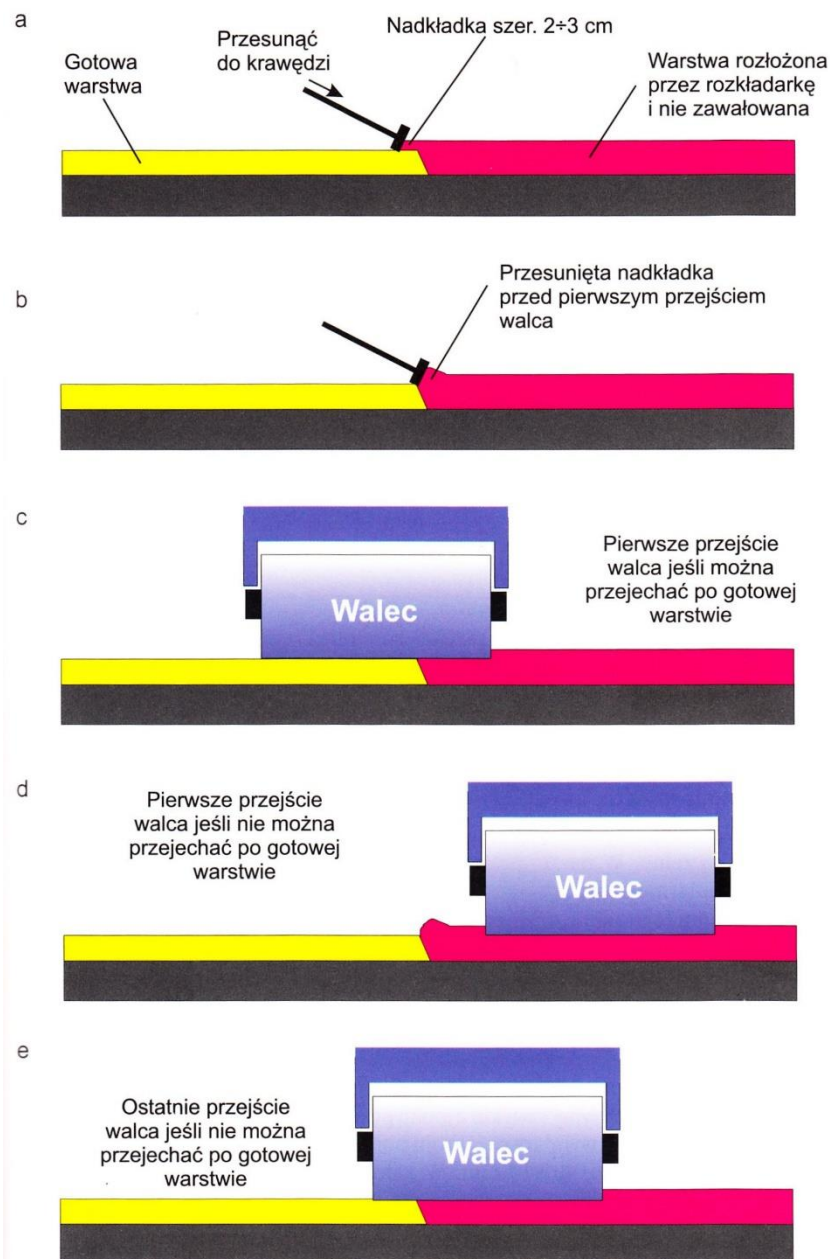 a
Przesunąć
do krawędzi
Nadkładka szer. 2÷3 cm
Gotowa
warstwa
Warstwa rozłożona
przez rozkładarkę
i nie zawałowana
b
Przesunięta nadkładka
przed pierwszym przejściem
walca
c
Walec
Pierwsze przejście
walca jeśli można
przejechać po gotowej
warstwie
d
Pierwsze przejście
walca jeśli nie można
przejechać po gotowej
warstwie
Walec
e
Ostatnie przejście
walca jeśli nie można
przejechać po gotowej
warstwie
Walec